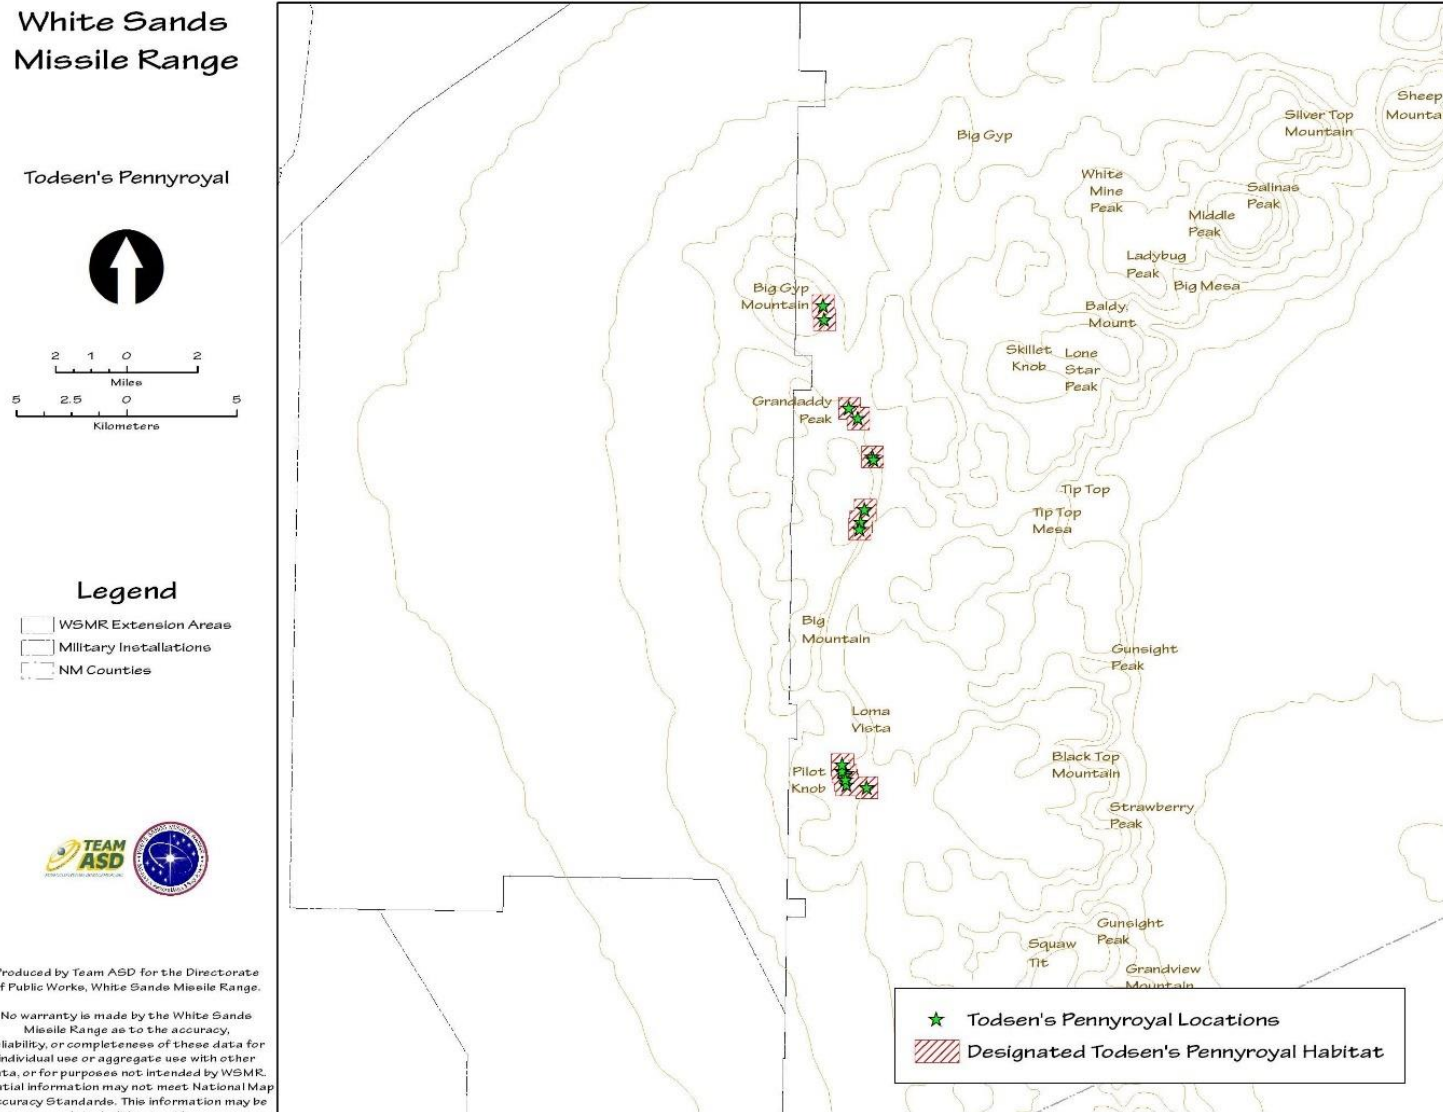 White Sands
Missile Range
Todsen's Pennyroyal
2 1 0 2
Miles
5 2.5 0 5
Kilometers
Legend
WSMR Extension Areas
Military Installations
NM Counties
TEAM
ASD
roduced by Team ASD for the Directorate
f Public Works, White Sands Missile Range.
No warranty is made by the White Sands
Missile Range as to the accuracy,
liability, or completeness of these data for
individual use or aggregate use with other
ta, or for purposes not intended by WSMR.
atial information may not meet National Map
ccuracy Standards. This information may be
Sheep
Mounta
Silver Top
Mountain
Big Gyp
White
Mine
Peak
Salinas
Peak
Middle
Peak
Ladybug
Peak
Big Mesa
Big Gyp
Mountain
Baldy,
Mount
Skillet
Knob
Lone
Star
Peak
Grandaddy
Peak
Tip Top
Tip Top
Mesa
Big
Mountain
Gunsight
Peak
Loma
Vista
Black Top
Mountain
Pilot
Knob
Strawberry
Peak
Gunsight
Peak
Squaw
Tit
Grandview
Mountain
Todsen's Pennyroyal Locations
Designated Todsen's Pennyroyal Habitat